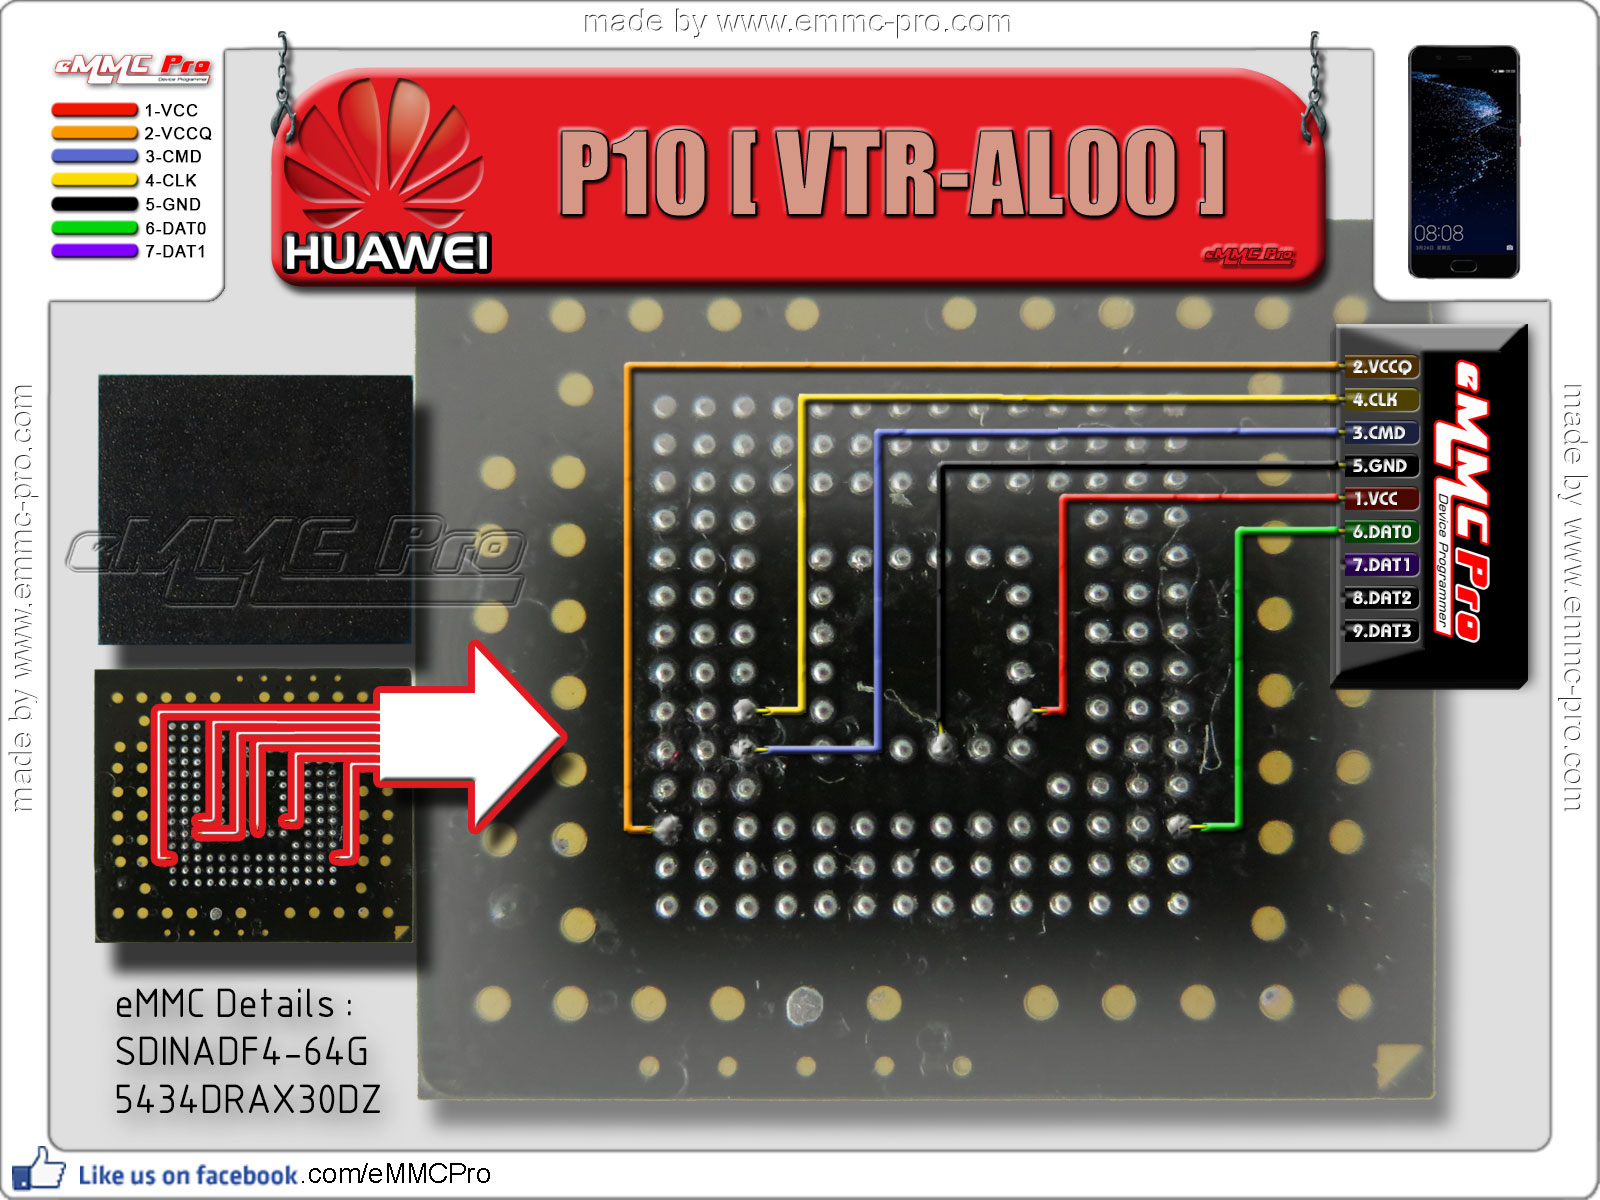 made by www.emmc-pro.com
eMMC Pro
Device Programmer
1-VCC
2-VCCQ
3-CMD
4-CLK
5-GND
6-DAT0
7-DAT1
HUAWEI
P10 [ VTR-AL00 ]
eMMC Pro
08:08
2.VCCQ
4.CLK
3.CMD
5.GND
1.VCC
6.DAT0
7.DAT1
8.DAT2
9.DAT3
eMMC Pro
Device Programmer
made by www.emmc-pro.com
made by www.emmc-pro.com
eMMC Pro
eMMC Details :
SDINADF4-64G
5434DRAX30DZ
Like us on facebook.com/eMMCPro